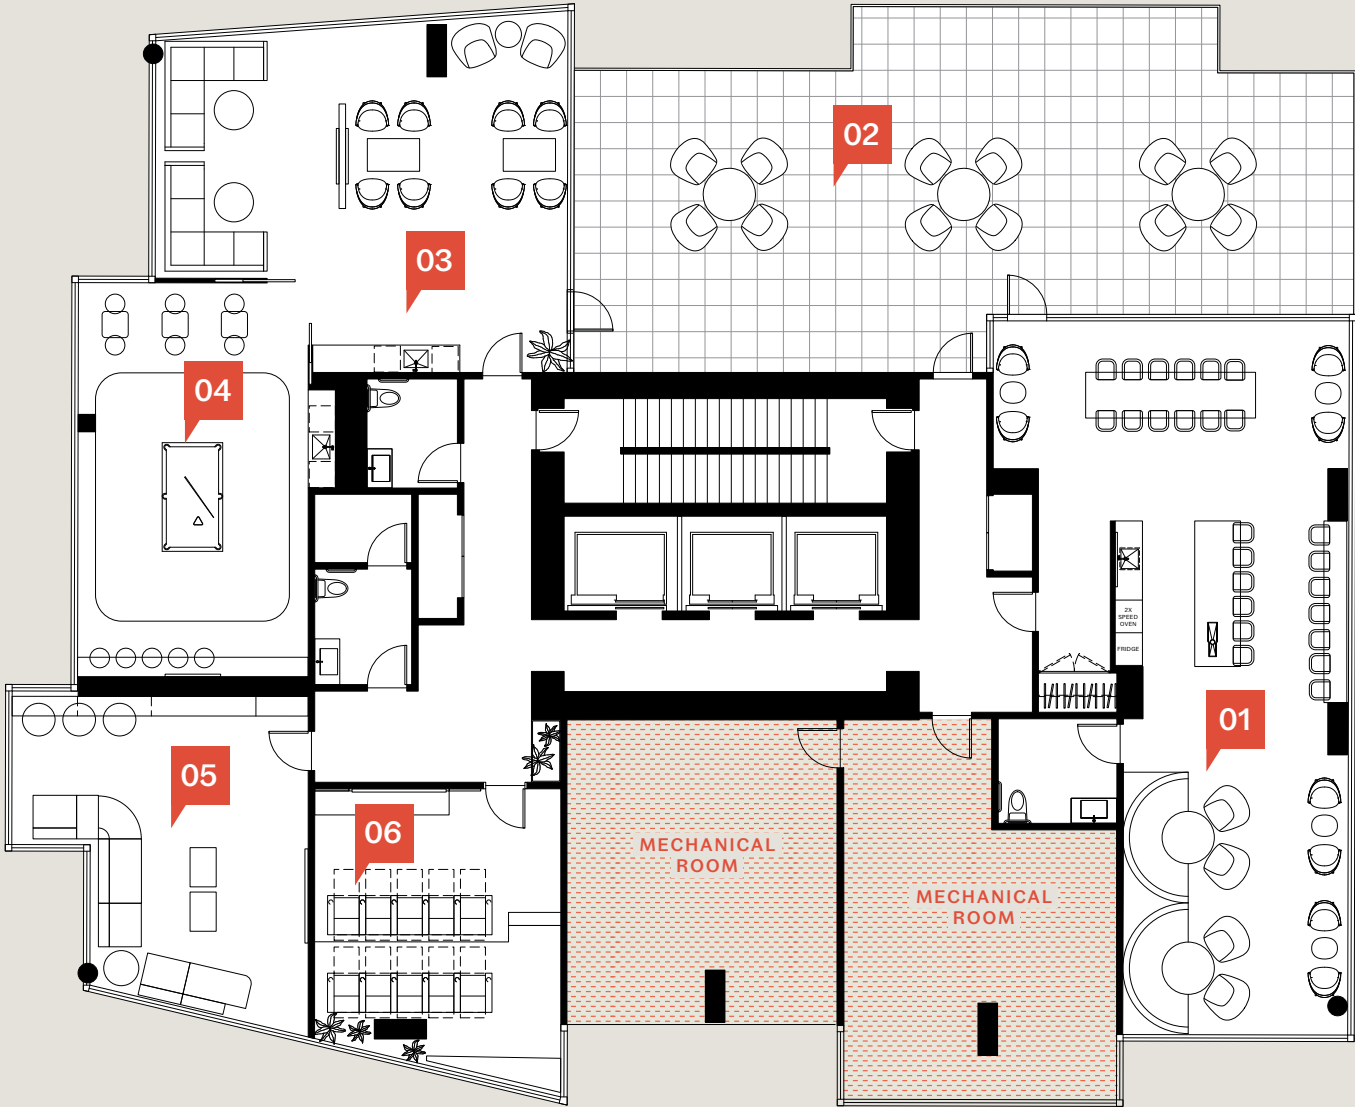 02
03
04
2X
SPEED
OVEN
FRIDGE
01
05
06
MECHANICAL
ROOM
MECHANICAL
ROOM